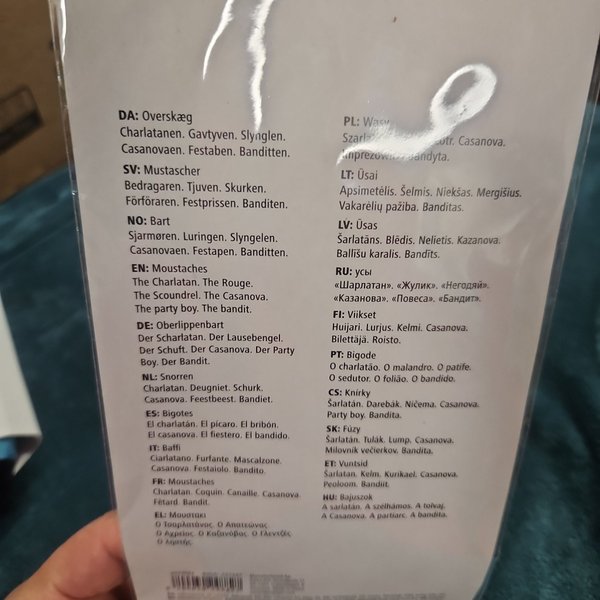 DA: Overskæg
Charlatanen. Gavtyven. Slynglen.
Casanovaen. Festaben. Banditten.
SV: Mustascher
Bedragaren. Tjuven. Skurken.
Förföraren. Festprissen. Banditen.
NO: Bart
Sjarmøren. Luringen. Slyngelen.
Casanovaen. Festapen. Banditten.
EN: Moustaches
The Charlatan. The Rouge.
The Scoundrel. The Casanova.
The party boy. The bandit.
DE: Oberlippenbart
Der Scharlatan. Der Lausebengel.
Der Schuft. Der Casanova. Der Party
Boy. Der Bandit.
NL: Snorren
Charlatan. Deugniet. Schurk.
Casanova. Feestbeest. Bandiet.
ES: Bigotes
El charlatán. El pícaro. El bribón.
El casanova. El fiestero. El bandido.
IT: Baffi
Ciarlatano. Furfante. Mascalzone.
Casanova. Festaiolo. Bandito.
FR: Moustaches
Charlatan. Coquin. Canaille. Casanova.
Fêtard. Bandit.
EL: Μουστακι
Ο Τσαρλατάνος. Ο Απατεώνας
Ο Αχρείος. Ο Καζανόβας. Ο Γλεντζές
Ο ληστής.
PL:
Casanova.
LT: Ūsai
Apsimetėlis. Šelmis. Niekšas. Mergišius.
Vakarėlių pažiba. Banditas.
LV: Ūsas
Šarlatāns. Blēdis. Nelietis. Kazanova.
Ballīšu karalis. Bandīts.
RU: усы
«Шарлатан». «Жулик». «Негодяй».
«Казанова». «Повеса». «Бандит».
FI: Viikset
Huijari. Lurjus. Kelmi. Casanova.
Bilettäjä. Roisto.
PT: Bigode
O charlatão. O malandro. O patife.
O sedutor. O folião. O bandido.
CS: Knírky
Šarlatán. Darebák. Ničema. Casanova.
Party boy. Bandita.
SK: Fúzy
Šarlatán. Tulák. Lump. Casanova.
Milovník večierkov. Bandita.
ET: Vuntsid
Šarlatan. Kelm. Kurikael. Casanova.
Peoloom. Bandiit.
HU: Bajuszok
A sarlatán. A szélhámos. A tolvaj.
A Casanova. A partiarc. A bandita.